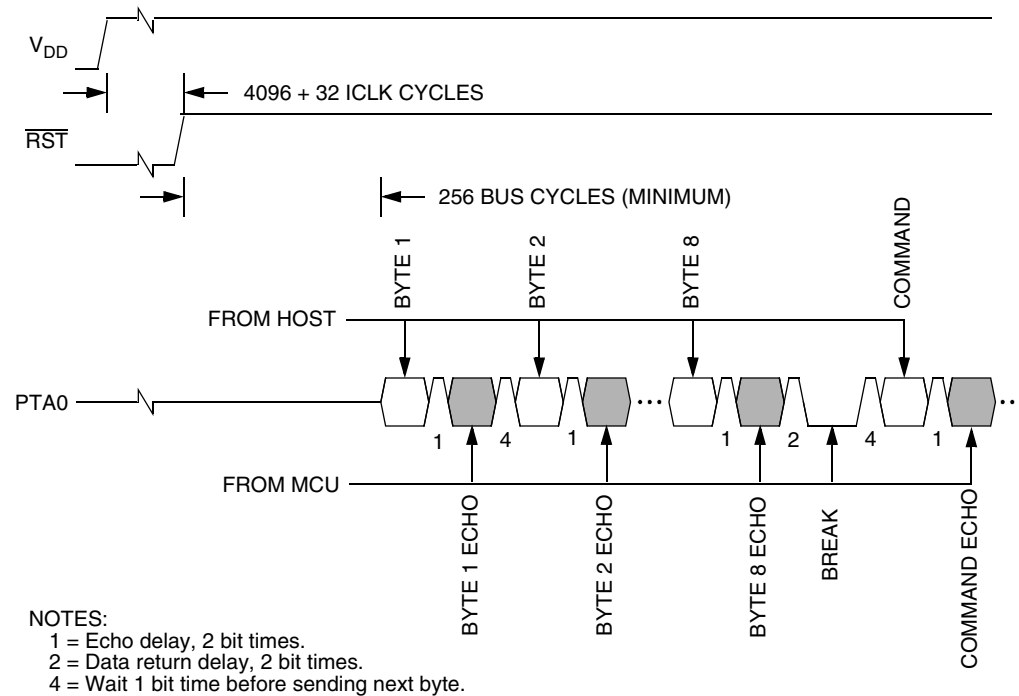 VDD
4096 + 32 ICLK CYCLES
RST
256 BUS CYCLES (MINIMUM)
BYTE 1
BYTE 2
BYTE 8
COMMAND
FROM HOST
PTA0
1
4
1
1
2
4
1
FROM MCU
BYTE 1 ECHO
BYTE 2 ECHO
BYTE 8 ECHO
BREAK
COMMAND ECHO
NOTES:
1 = Echo delay, 2 bit times.
2 = Data return delay, 2 bit times.
4 = Wait 1 bit time before sending next byte.